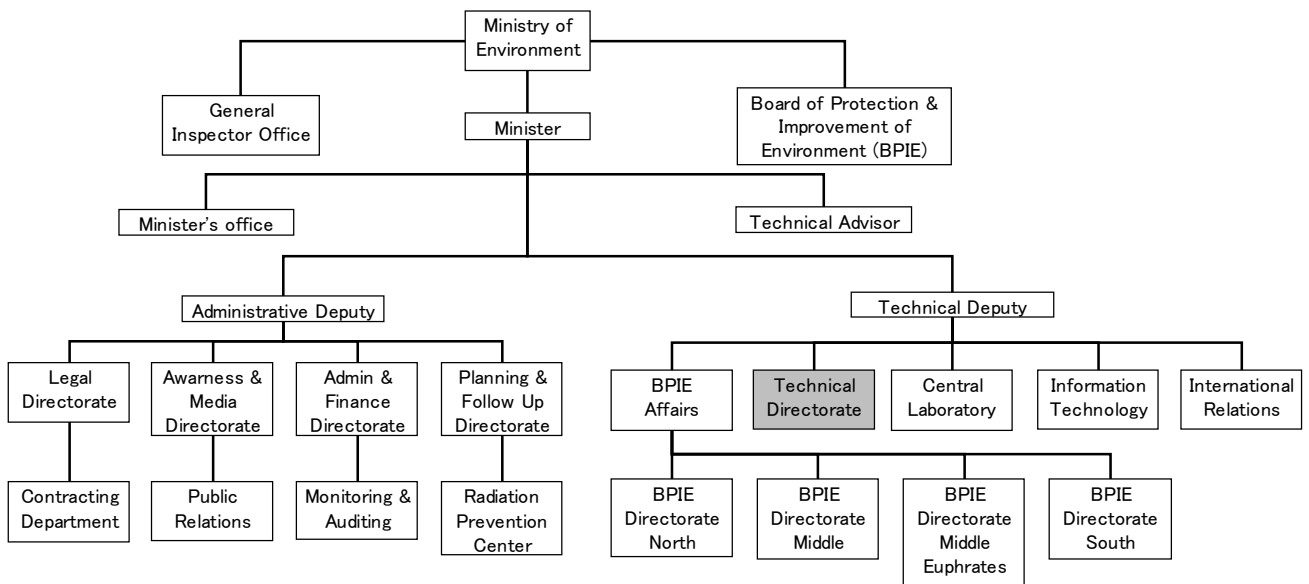 Ministry of
Environment
General
Inspector Office
Minister
Board of Protection &
Improvement of
Environment (BPIE)
Minister's office
Technical Advisor
Administrative Deputy
Technical Deputy
Legal
Directorate
Awarness &
Media
Directorate
Admin &
Finance
Directorate
Planning &
Follow Up
Directorate
BPIE
Affairs
Technical
Directorate
Central
Laboratory
Information
Technology
International
Relations
Contracting
Department
Public
Relations
Monitoring &
Auditing
Radiation
Prevention
Center
BPIE
Directorate
North
BPIE
Directorate
Middle
BPIE
Directorate
Middle
Euphrates
BPIE
Directorate
South